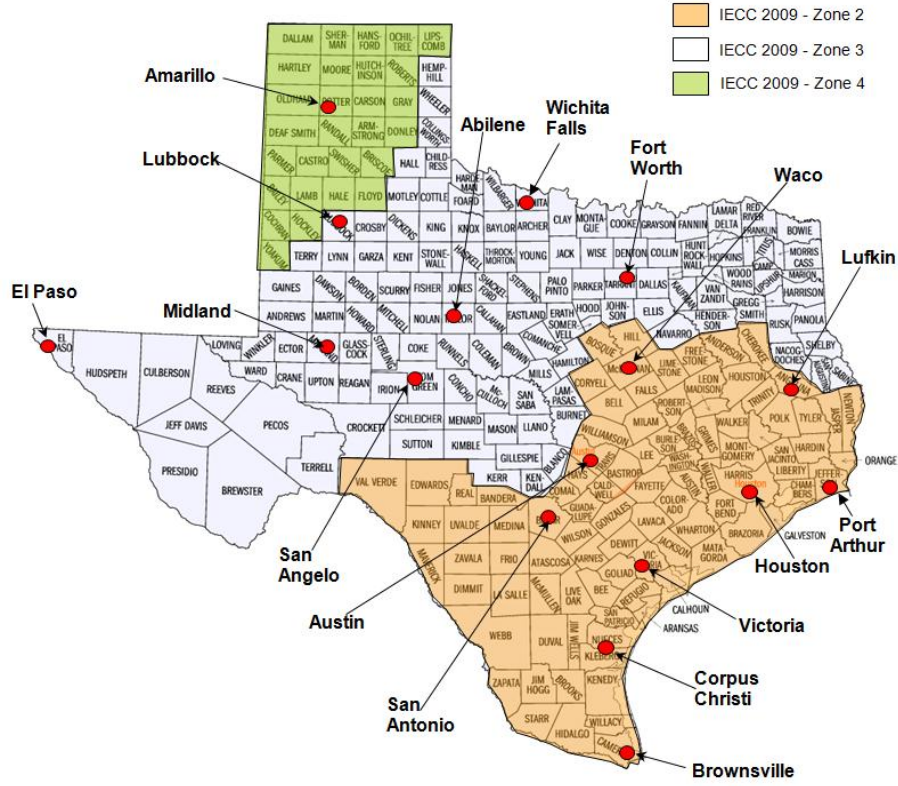 IECC 2009 - Zone 2
IECC 2009 - Zone 3
IECC 2009 - Zone 4
Amarillo
Lubbock
Abilene
Wichita
Falls
Fort
Worth
Waco
Lufkin
El Paso
Midland
San
Angelo
Austin
San
Antonio
Port
Arthur
Houston
Victoria
Corpus
Christi
Brownsville
DALLAM
SHER-
MAN
HANS-
FORD
OCHIL-
TREE
LIPS-
COMB
HARTLEY
MOORE
HUTCH-
INSON
ROBERTS
HEMP-
HILL
OLDHAM
CARSON
GRAY
WHEELER
DEAF SMITH
RANDALL
ARM-
STRONG
DONLEY
COLLINGS-
WORTH
PARMER
CASTRO
SWISHER
BRISCOE
HALL
CHILD-
RESS
BAILEY
LAMB
HALE
FLOYD
MOTLEY
COTTLE
HARDE-
MAN
FOARD
WILBARGER
COCHRAN
HOCKLEY
CROSBY
DICKENS
KING
KNOX
BAYLOR
ARCHER
CLAY
MONTA-
GUE
COOKE
GRAYSON
FANNIN
LAMAR
DELTA
RED
RIVER
FRANKLIN
TITUS
BOWIE
YOAKUM
TERRY
LYNN
GARZA
KENT
STONE-
WALL
HASKELL
THROCK-
MORTON
YOUNG
JACK
WISE
DENTON
COLLIN
HUNT
ROCK-
WALL
HOPKINS
CAMP
MORRIS
CASS
WOOD
RAINS
UPSHUR
MARION
HARRISON
GAINES
DAWSON
BORDEN
SCURRY
FISHER
JONES
SHACKEL-
FORD
STEPHENS
PALO
PINTO
PARKER
TARRANT
DALLAS
KAUFMAN
VAN
ZANDT
GREGG
SMITH
ANDREWS
MARTIN
HOWARD
MITCHELL
NOLAN
CALLAHAN
EASTLAND
ERATH
SOMER-
VELL
HOOD
JOHN-
SON
ELLIS
NAVARRO
HENDER-
SON
RUSK
PANOLA
EL
PASO
HUDSPETH
CULBERSON
REEVES
LOVING
WINKLER
ECTOR
GLASS-
COCK
STERLING
COKE
RUNNELS
COLEMAN
BROWN
COMANCHE
HAMILTON
BOSQUE
HILL
FREE-
STONE
LIME-
STONE
ANDERSON
CHEROKEE
NACOG-
DOCHES
SHELBY
SABINE
WARD
CRANE
UPTON
REAGAN
IRION
TOM
GREEN
CONCHO
MC-
CULLOCH
SAN
SABA
MILLS
LAM-
PASAS
CORYELL
BELL
FALLS
ROBERT-
SON
LEON
MADISON
HOUSTON
TRINITY
ANGELINA
POLK
TYLER
JASPER
NEWTON
JEFF DAVIS
PECOS
CROCKETT
SCHLEICHER
MENARD
MASON
LLANO
BURNET
WILLIAMSON
MILAM
BURLE-
SON
BRAZOS
GRIMES
WALKER
SAN
JACINTO
HARDIN
ORANGE
PRESIDIO
BREWSTER
TERRELL
SUTTON
KIMBLE
GILLESPIE
BLANCO
HAYS
BASTROP
LEE
WASH-
INGTON
WALLER
MONT-
GOMERY
LIBERTY
JEFFER-
CHAM-
BERS
VAL VERDE
EDWARDS
KERR
KEN-
DALL
REAL
BANDERA
COMAL
CALD
WELL
FAYETTE
AUSTIN
HARRIS
Houston
GALVESTON
KINNEY
UVALDE
MEDINA
GUADA-
LUPE
GONZALES
COLOR-
ADO
FORT
BEND
BRAZORIA
WILSON
LAVACA
WHARTON
MATA-
GORDA
MAVERICK
ZAVALA
FRIO
ATASCOSA
KARNES
DEWITT
JACKSON
VIC-
GOLIAD
CALHOUN
DIMMIT
LA SALLE
McMULLEN
LIVE
OAK
BEE
REFUGIO
ARANSAS
SAN
PATRICIO
WEBB
DUVAL
JIM WELLS
NUECES
KLEBERG
ZAPATA
JIM
HOGG
BROOKS
KENEDY
STARR
HIDALGO
WILLACY